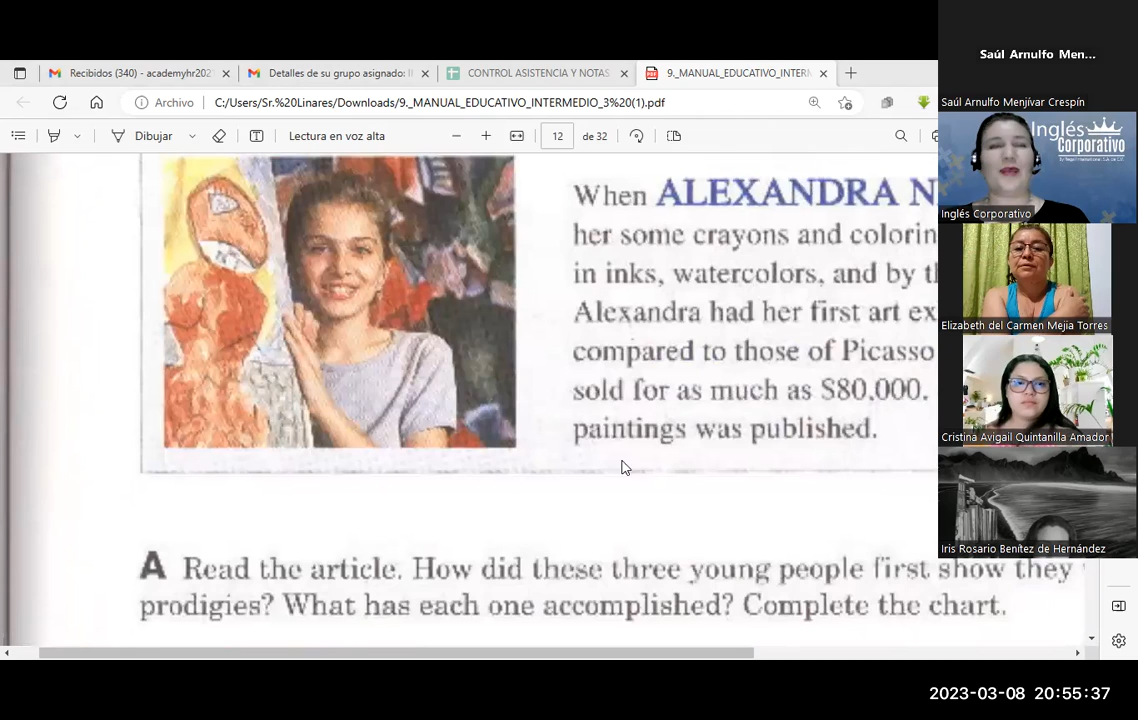 Recibidos (340) - academyhr202
Detalles de su grupo asignado:
CONTROL ASISTENCIA Y NOTAS
9._MANUAL_EDUCATIVO_INTERM
Archivo
C:/Users/Sr.%20Linares/Downloads/9._MANUAL_EDUCATIVO_INTERMEDIO_3%20(1).pdf
Dibujar
Lectura en voz alta
12
de 32
When ALEXANDRA N
her some crayons and colorin
in inks, watercolors, and by th
Alexandra had her first art ex
compared to those of Picasso
sold for as much as $80,000.
paintings was published.
A Read the article. How did these three young people first show they
prodigies? What has each one accomplished? Complete the chart.
Saúl Arnulfo Men...
Saúl Arnulfo Menjívar Crespín
Inglés
Corporativo
Inglés Corporativo
Elizabeth del Carmen Mejia Torres
Cristina Avigail Quintanilla Amador
Iris Rosario Benítez de Hernández
2023-03-08 20:55:37